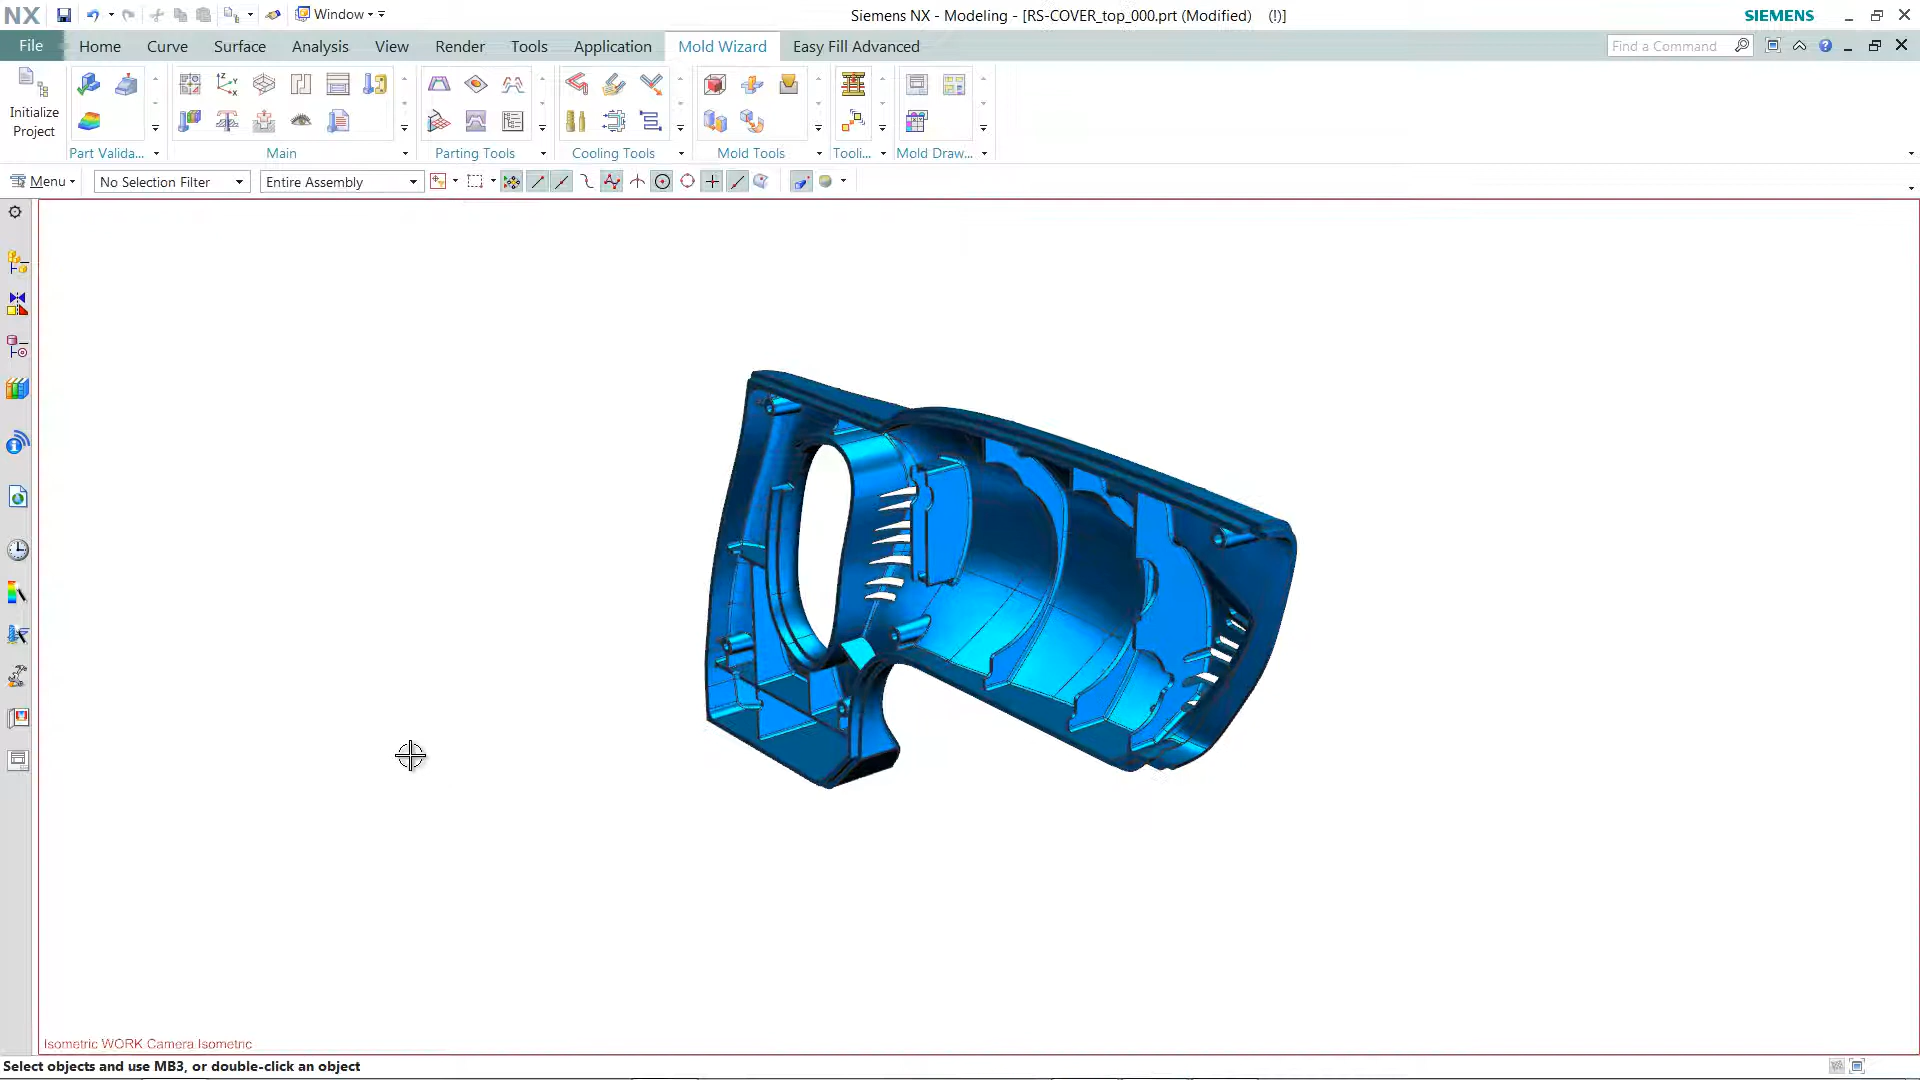 NX Window Siemens NX - Modeling - [RS-COVER_top_000.prt (Modified) (!)] SIEMENS
File Home Curve Surface Analysis View Render Tools Application Mold Wizard Easy Fill Advanced Find a Command
Initialize
Project
Part Valida... Main Parting Tools Cooling Tools Mold Tools Tooli... Mold Draw...
Menu No Selection Filter Entire Assembly
Isometric WORK Camera Isometric
Select objects and use MB3, or double-click an object